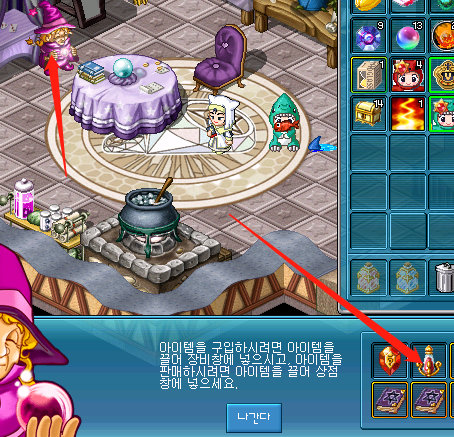 9
13
2
1
4
14
1
아이템을 구입하시려면 아이템을
끌어 장비창에 넣으시고, 아이템을
판매하시려면 아이템을 끌어 상점
창에 넣으세요.
나간다